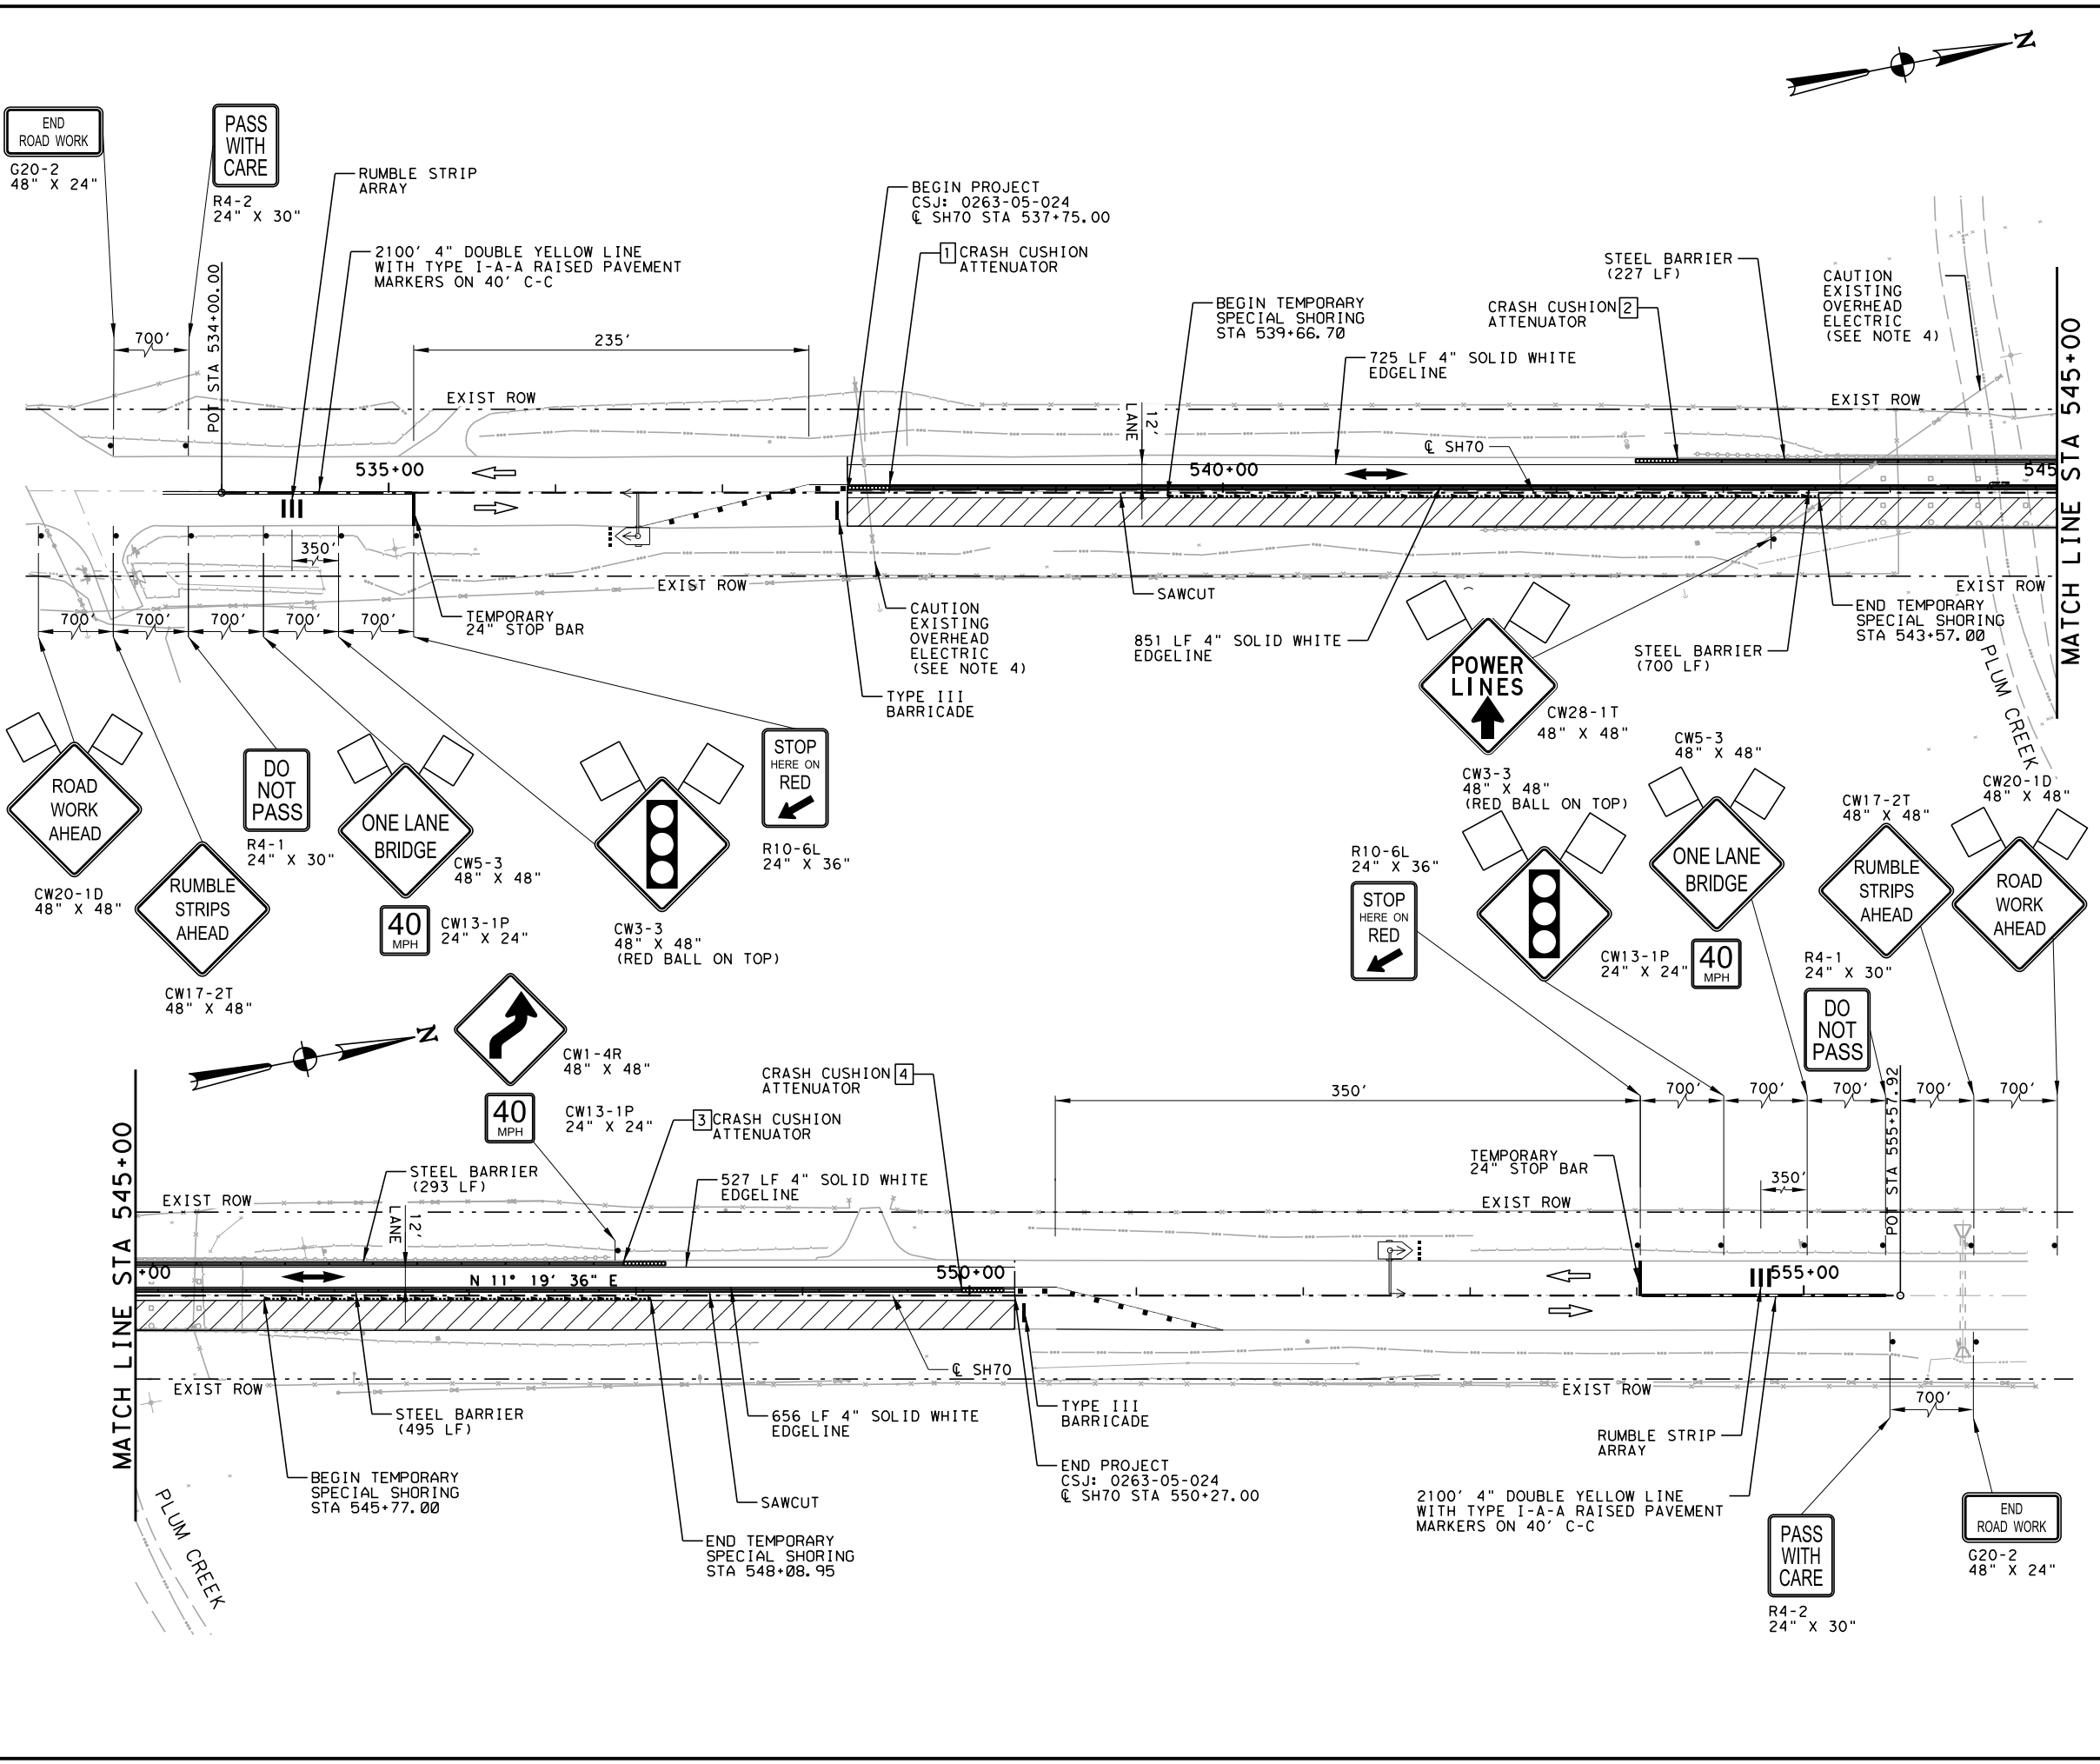 N
END
ROAD WORK
G20-2
48" X 24"
PASS
WITH
CARE
R4-2
24" X 30"
RUMBLE STRIP
ARRAY
2100' 4" DOUBLE YELLOW LINE
WITH TYPE I-A-A RAISED PAVEMENT
MARKERS ON 40' C-C
BEGIN PROJECT
CSJ: 0263-05-024
℄ SH70 STA 537+75.00
1 CRASH CUSHION
ATTENUATOR
BEGIN TEMPORARY
SPECIAL SHORING
STA 539+66.70
STEEL BARRIER
(227 LF)
CRASH CUSHION 2
ATTENUATOR
CAUTION
EXISTING
OVERHEAD
ELECTRIC
(SEE NOTE 4)
725 LF 4" SOLID WHITE
EDGELINE
700'
POT STA 534+00.00
235'
EXIST ROW
12'
LANE
EXIST ROW
℄ SH70
MATCH LINE STA 545+00
535+00
540+00
545
350'
EXIST ROW
EXIST ROW
700'
700'
700'
700'
700'
TEMPORARY
24" STOP BAR
CAUTION
EXISTING
OVERHEAD
ELECTRIC
(SEE NOTE 4)
TYPE III
BARRICADE
SAWCUT
851 LF 4" SOLID WHITE
EDGELINE
STEEL BARRIER
(700 LF)
END TEMPORARY
SPECIAL SHORING
STA 543+57.00
PLUM CREEK
POWER
LINES
CW28-1T
48" X 48"
ROAD
WORK
AHEAD
CW20-1D
48" X 48"
RUMBLE
STRIPS
AHEAD
CW17-2T
48" X 48"
DO
NOT
PASS
R4-1
24" X 30"
ONE LANE
BRIDGE
CW5-3
48" X 48"
40
MPH
CW13-1P
24" X 24"
CW3-3
48" X 48"
(RED BALL ON TOP)
STOP
HERE ON
RED
R10-6L
24" X 36"
R10-6L
24" X 36"
STOP
HERE ON
RED
CW3-3
48" X 48"
(RED BALL ON TOP)
CW5-3
48" X 48"
ONE LANE
BRIDGE
CW13-1P
24" X 24"
40
MPH
CW17-2T
48" X 48"
RUMBLE
STRIPS
AHEAD
CW20-1D
48" X 48"
ROAD
WORK
AHEAD
R4-1
24" X 30"
DO
NOT
PASS
N
CW1-4R
48" X 48"
40
MPH
CW13-1P
24" X 24"
CRASH CUSHION 4
ATTENUATOR
3 CRASH CUSHION
ATTENUATOR
350'
700'
700'
700'
700'
700'
POT STA 555+57.92
MATCH LINE STA 545+00
STEEL BARRIER
(293 LF)
527 LF 4" SOLID WHITE
EDGELINE
TEMPORARY
24" STOP BAR
350'
EXIST ROW
12'
LANE
EXIST ROW
+00
N 11° 19' 36" E
550+00
555+00
℄ SH70
EXIST ROW
EXIST ROW
700'
STEEL BARRIER
(495 LF)
656 LF 4" SOLID WHITE
EDGELINE
TYPE III
BARRICADE
BEGIN TEMPORARY
SPECIAL SHORING
STA 545+77.00
SAWCUT
END PROJECT
CSJ: 0263-05-024
℄ SH70 STA 550+27.00
RUMBLE STRIP
ARRAY
2100' 4" DOUBLE YELLOW LINE
WITH TYPE I-A-A RAISED PAVEMENT
MARKERS ON 40' C-C
END TEMPORARY
SPECIAL SHORING
STA 548+08.95
PLUM CREEK
PASS
WITH
CARE
R4-2
24" X 30"
END
ROAD WORK
G20-2
48" X 24"